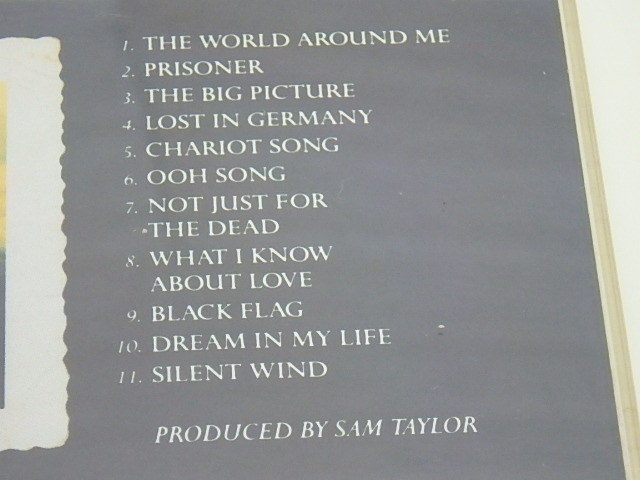 1. THE WORLD AROUND ME
2. PRISONER
3. THE BIG PICTURE
4. LOST IN GERMANY
5. CHARIOT SONG
6. OOH SONG
7. NOT JUST FOR
THE DEAD
8. WHAT I KNOW
ABOUT LOVE
9. BLACK FLAG
10. DREAM IN MY LIFE
11. SILENT WIND
PRODUCED BY SAM TAYLOR